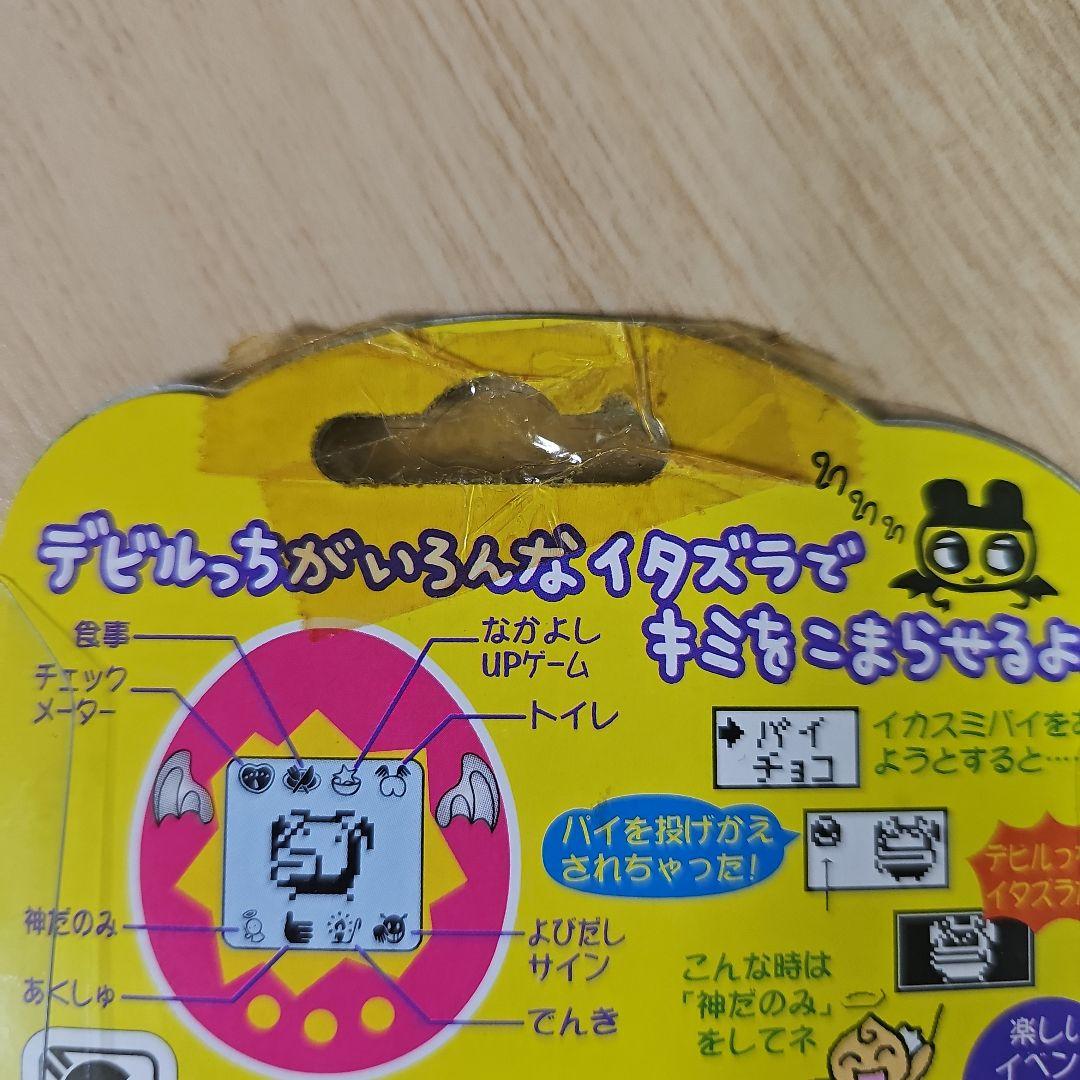 デビルっちがいろんなイタズラで
キミをこまらせるよ
食事
チェック
メーター
なかよし
UPゲーム
トイレ
神だのみ
あくしゅ
よびだし
サイン
でんき
パイ
チョコ
イカスミパイをあ
ようとすると……
パイを投げかえ
されちゃった!
デビルっ
イタズラ
こんな時は
「神だのみ」
をしてネ
楽しい
イベン